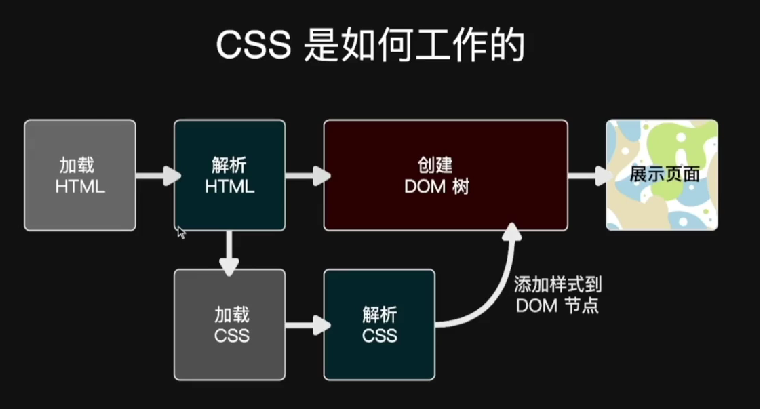 CSS 是如何工作的
加载
HTML
解析
HTML
创建
DOM 树
展示页面
加载
CSS
解析
CSS
添加样式到
DOM 节点